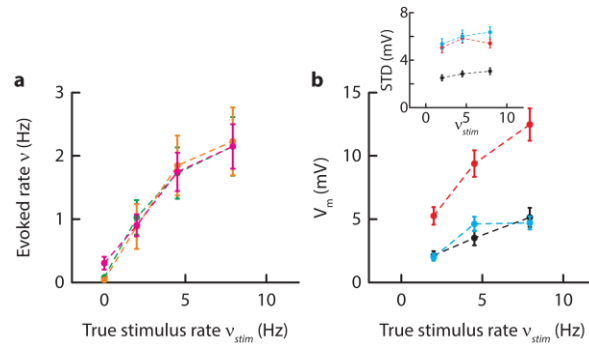 8
4
0
STD (mV)
0
10
ν_stim
a
3
2
1
0
Evoked rate ν (Hz)
0
5
10
True stimulus rate ν_stim (Hz)
b
15
10
5
0
V_m (mV)
0
5
10
True stimulus rate ν_stim (Hz)